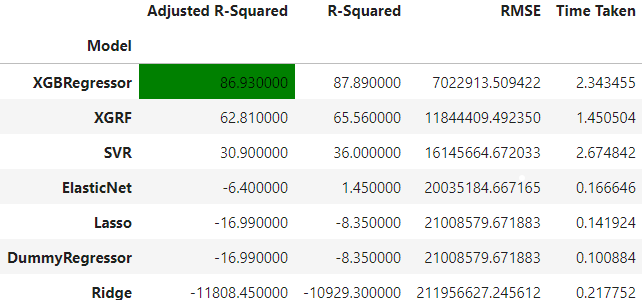 Adjusted R-Squared R-Squared RMSE Time Taken
Model
XGBRegressor 86.930000 87.890000 7022913.509422 2.343455
XGRF 62.810000 65.560000 11844409.492350 1.450504
SVR 30.900000 36.000000 16145664.672033 2.674842
ElasticNet -6.400000 1.450000 20035184.667165 0.166646
Lasso -16.990000 -8.350000 21008579.671883 0.141924
DummyRegressor -16.990000 -8.350000 21008579.671883 0.100884
Ridge -11808.450000 -10929.300000 211956627.245612 0.217752